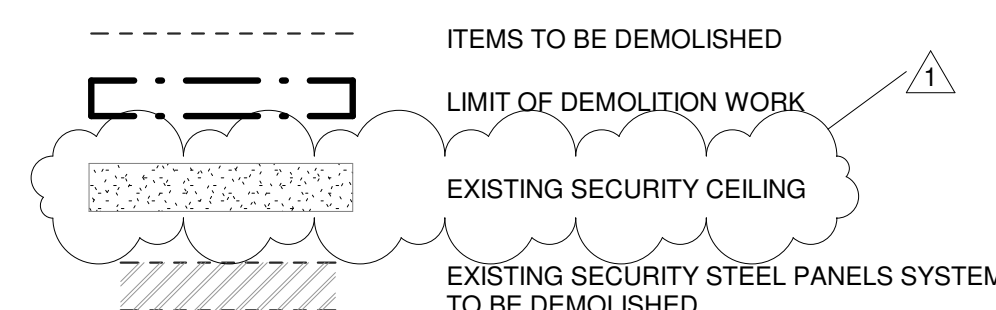 ITEMS TO BE DEMOLISHED
1
LIMIT OF DEMOLITION WORK
EXISTING SECURITY CEILING
EXISTING SECURITY STEEL PANELS SYSTEM
TO BE DEMOLISHED